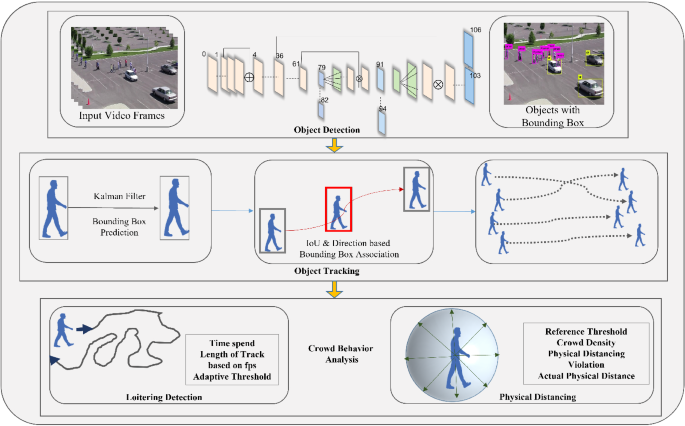 0
1
4
36
61
79
82
91
94
106
103
Input Video Frames
Objects with
Bounding Box
Object Detection
Kalman Filter
Bounding Box
Prediction
IoU & Direction based
Bounding Box Association
Object Tracking
Time spend
Length of Track
based on fps
Adaptive Threshold
Loitering Detection
Crowd Behavior
Analysis
Reference Threshold
Crowd Density
Physical Distancing
Violation
Actual Physical Distance
Physical Distancing